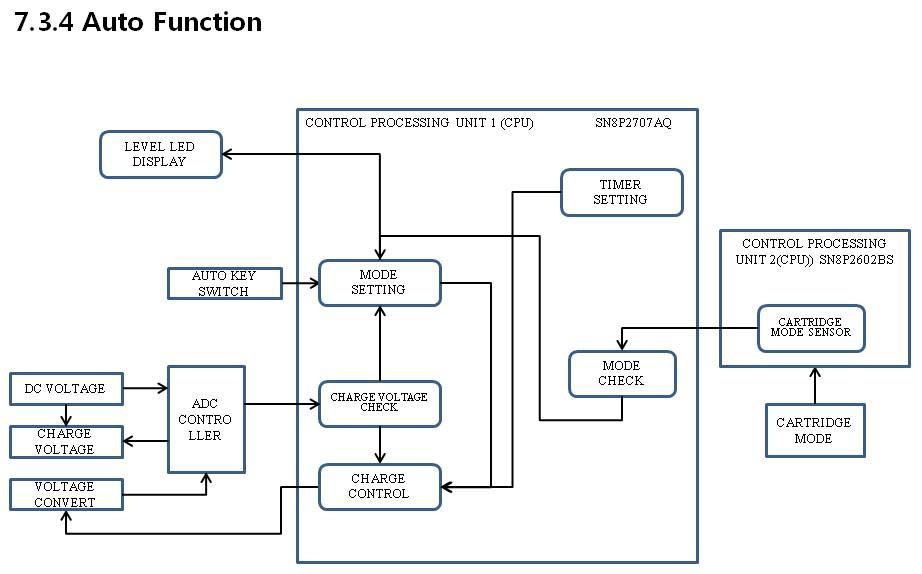 7.3.4 Auto Function
CONTROL PROCESSING UNIT 1 (CPU) SN8P2707AQ
LEVEL LED
DISPLAY
TIMER
SETTING
CONTROL PROCESSING
UNIT 2(CPU)) SN8P2602BS
AUTO KEY
SWITCH
MODE
SETTING
CARTRIDGE
MODE SENSOR
MODE
CHECK
DC VOLTAGE
ADC
CONTRO
LLER
CHARGE VOLTAGE
CHECK
CARTRIDGE
MODE
CHARGE
VOLTAGE
VOLTAGE
CONVERT
CHARGE
CONTROL